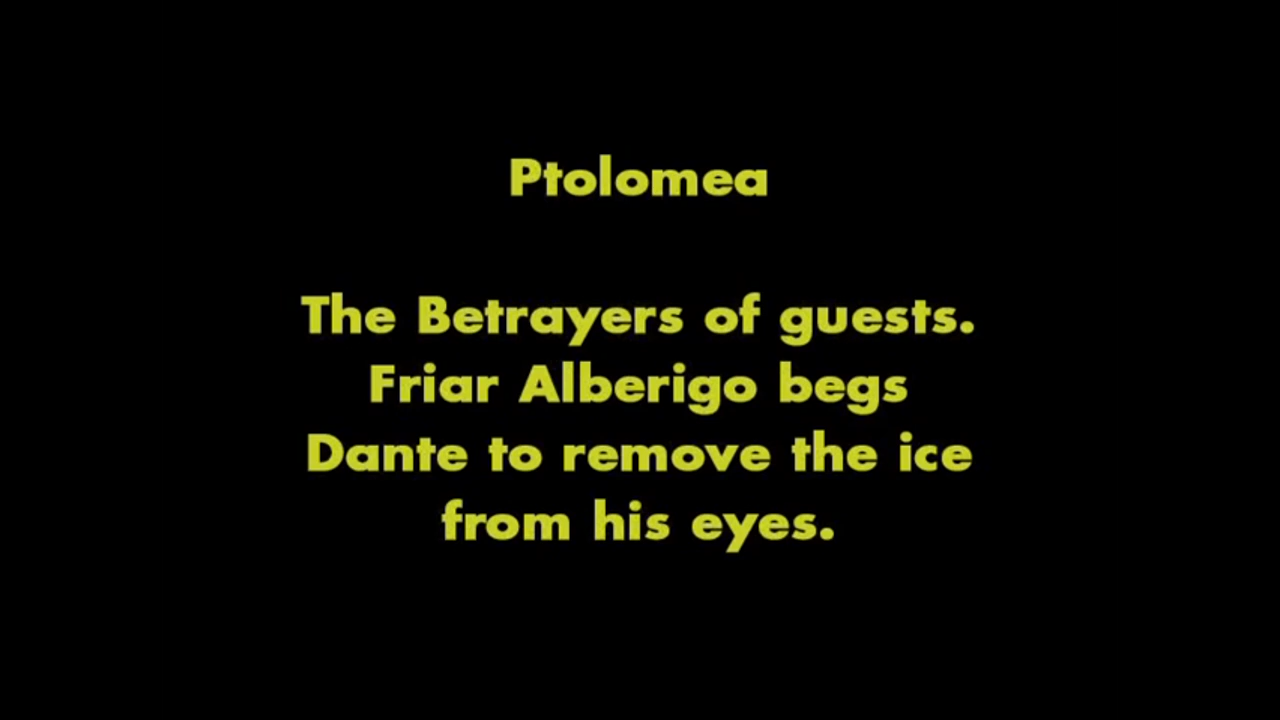 Ptolomea
The Betrayers of guests.
Friar Alberigo begs
Dante to remove the ice
from his eyes.